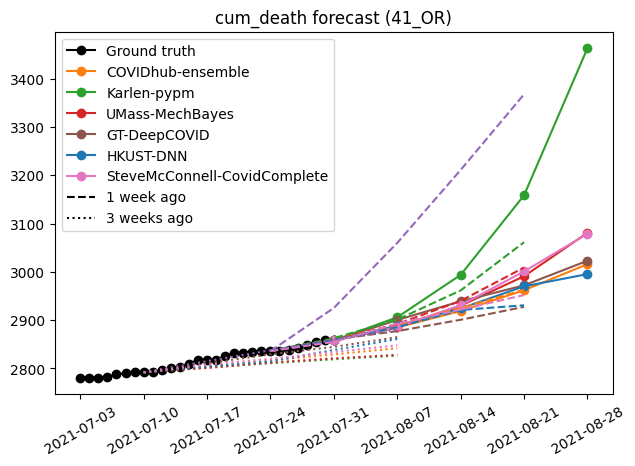 cum_death forecast (41_OR)
Ground truth
COVIDhub-ensemble
Karlen-pypm
UMass-MechBayes
GT-DeepCOVID
HKUST-DNN
SteveMcConnell-CovidComplete
1 week ago
3 weeks ago
3400
3300
3200
3100
3000
2900
2800
2021-07-03
2021-07-10
2021-07-17
2021-07-24
2021-07-31
2021-08-07
2021-08-14
2021-08-21
2021-08-28